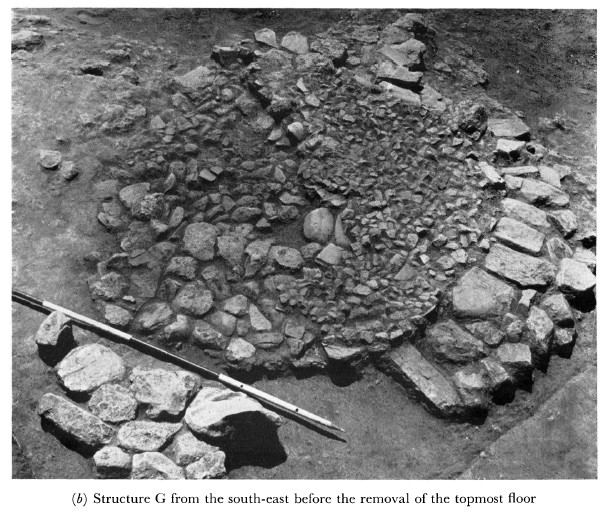 (b) Structure G from the south-east before the removal of the topmost floor